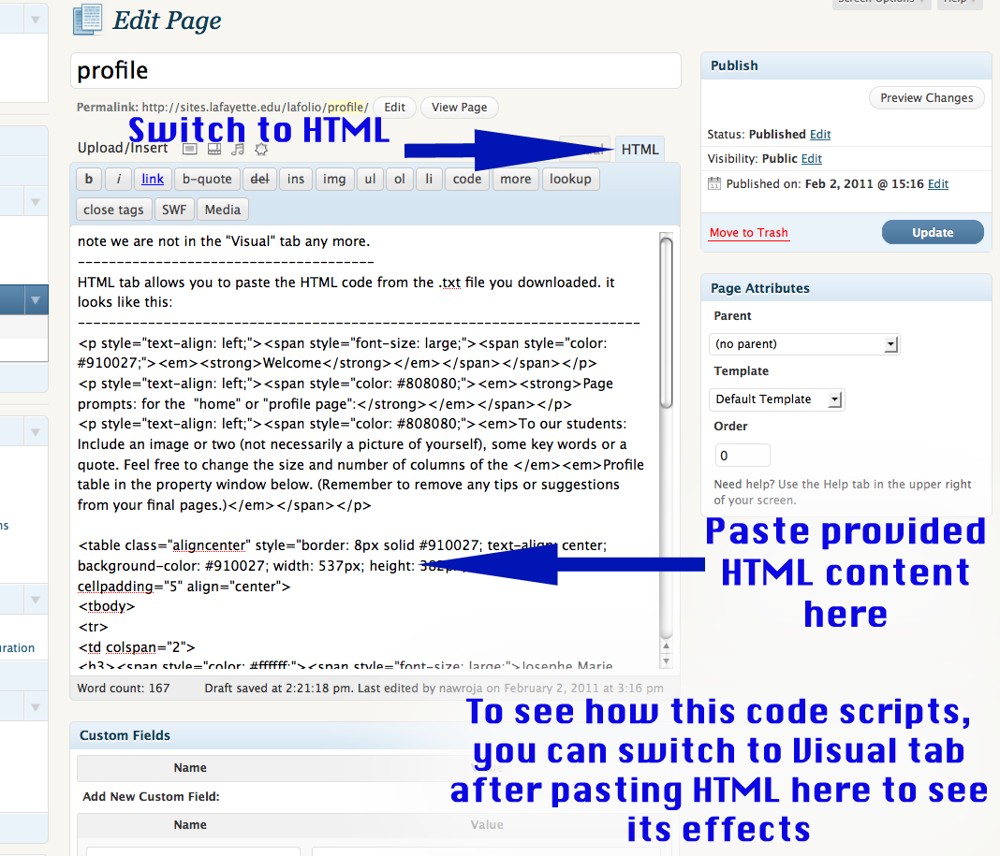 Screen Options
Help
Edit Page
profile
Permalink: http://sites.lafayette.edu/lafolio/profile/ Edit View Page
Switch to HTML
Upload/Insert
HTML
b i link b-quote del ins img ul ol li code more lookup
close tags SWF Media
note we are not in the "Visual" tab any more.
---------------------------------------
HTML tab allows you to paste the HTML code from the .txt file you downloaded. it
looks like this:
--------------------------------------------------------------------------
<p style="text-align: left;"><span style="font-size: large;"><span style="color:
#910027;"><em><strong>Welcome</strong></em></span></span></p>
<p style="text-align: left;"><span style="color: #808080;"><em><strong>Page
prompts: for the  "home" or "profile page":</strong></em></span></p>
<p style="text-align: left;"><span style="color: #808080;"><em>To our students:
Include an image or two (not necessarily a picture of yourself), some key words or a
quote. Feel free to change the size and number of columns of the </em><em>Profile
table in the property window below. (Remember to remove any tips or suggestions
from your final pages.)</em></span></p>
<table class="aligncenter" style="border: 8px solid #910027; text-align: center;
background-color: #910027; width: 537px; height:
cellpadding="5" align="center">
<tbody>
<tr>
<td colspan="2">
<h3><span style="color: #ffffff;"><span style="font-size: large;">Josephe Marie
Word count: 167 Draft saved at 2:21:18 pm. Last edited by nawroja on February 2, 2011 at 3:16 pm
Custom Fields
Name
Add New Custom Field:
Name Value
Publish
Preview Changes
Status: Published Edit
Visibility: Public Edit
Published on: Feb 2, 2011 @ 15:16 Edit
Move to Trash Update
Page Attributes
Parent
(no parent)
Template
Default Template
Order
0
Need help? Use the Help tab in the upper right
of your screen.
Paste provided
HTML content
here
To see how this code scripts,
you can switch to Visual tab
after pasting HTML here to see
its effects